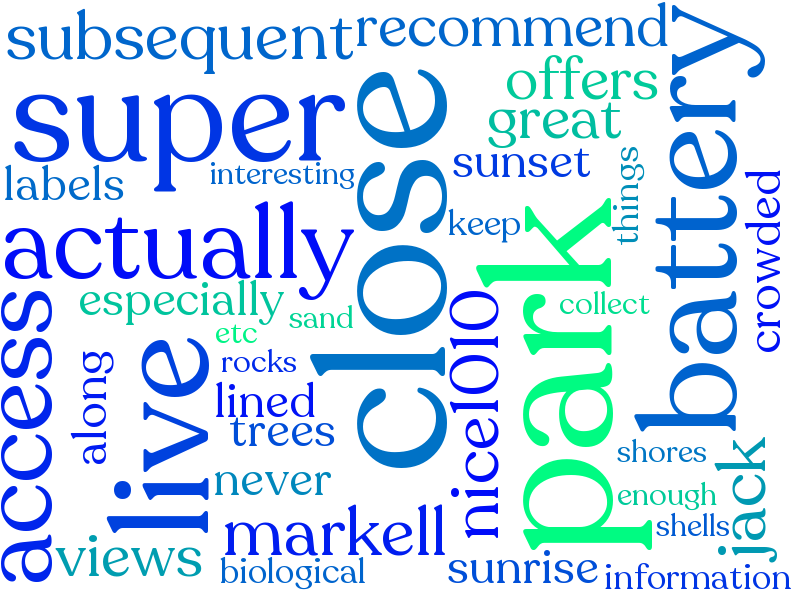 subsequent
recommend
battery
super
close
offers
great
labels
interesting
sunset
things
crowded
actually
keep
park
access
especially
sand
collect
etc
nice1010
along
live
rocks
lined
trees
never
shores
jack
enough
markell
shells
views
biological
sunrise
information